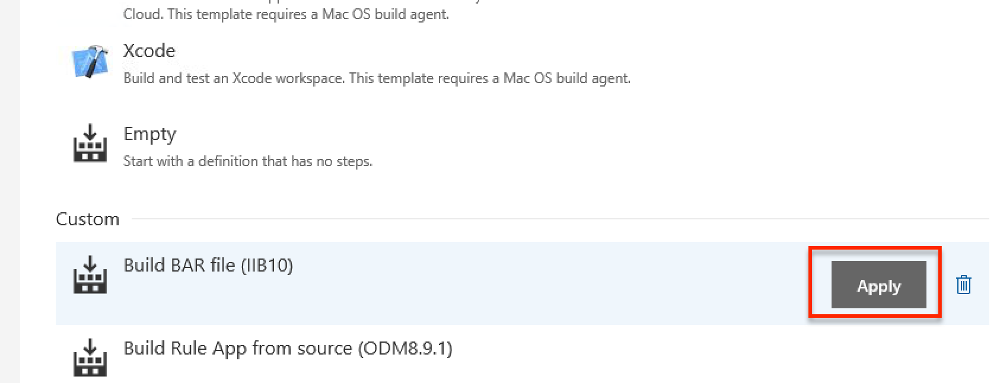 Cloud. This template requires a Mac OS build agent.
Xcode
Build and test an Xcode workspace. This template requires a Mac OS build agent.
Empty
Start with a definition that has no steps.
Custom
Build BAR file (IIB10)
Apply
Build Rule App from source (ODM8.9.1)